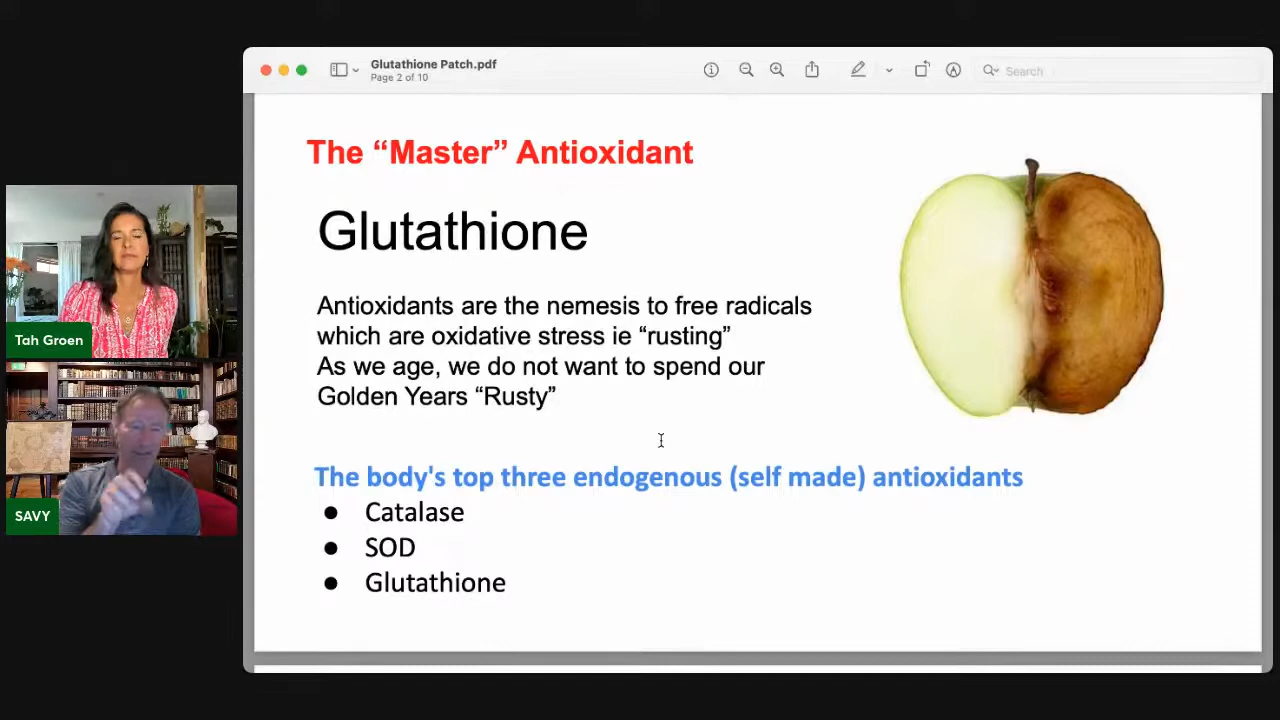 Glutathione Patch.pdf
Page 2 of 10
Search
The “Master” Antioxidant
Glutathione
Antioxidants are the nemesis to free radicals
which are oxidative stress ie “rusting”
As we age, we do not want to spend our
Golden Years “Rusty”
The body's top three endogenous (self made) antioxidants
● Catalase
● SOD
● Glutathione
Tah Groen
SAVY